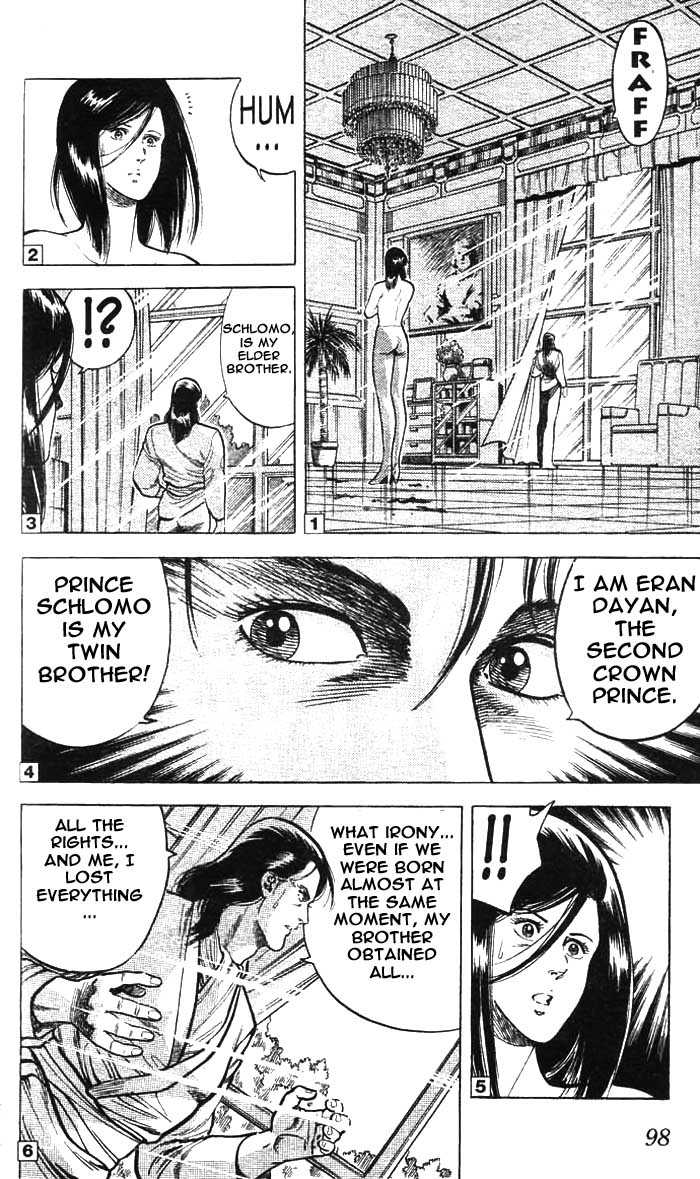 FRAFF
1
HUM
...
2
SCHLOMO,
IS MY
ELDER
BROTHER.
!?
3
I AM ERAN
DAYAN,
THE
SECOND
CROWN
PRINCE.
PRINCE
SCHLOMO
IS MY
TWIN
BROTHER!
4
!!
5
WHAT IRONY...
EVEN IF WE
WERE BORN
ALMOST AT
THE SAME
MOMENT, MY
BROTHER
OBTAINED
ALL...
ALL THE
RIGHTS...
AND ME, I
LOST
EVERYTHING
...
6
98